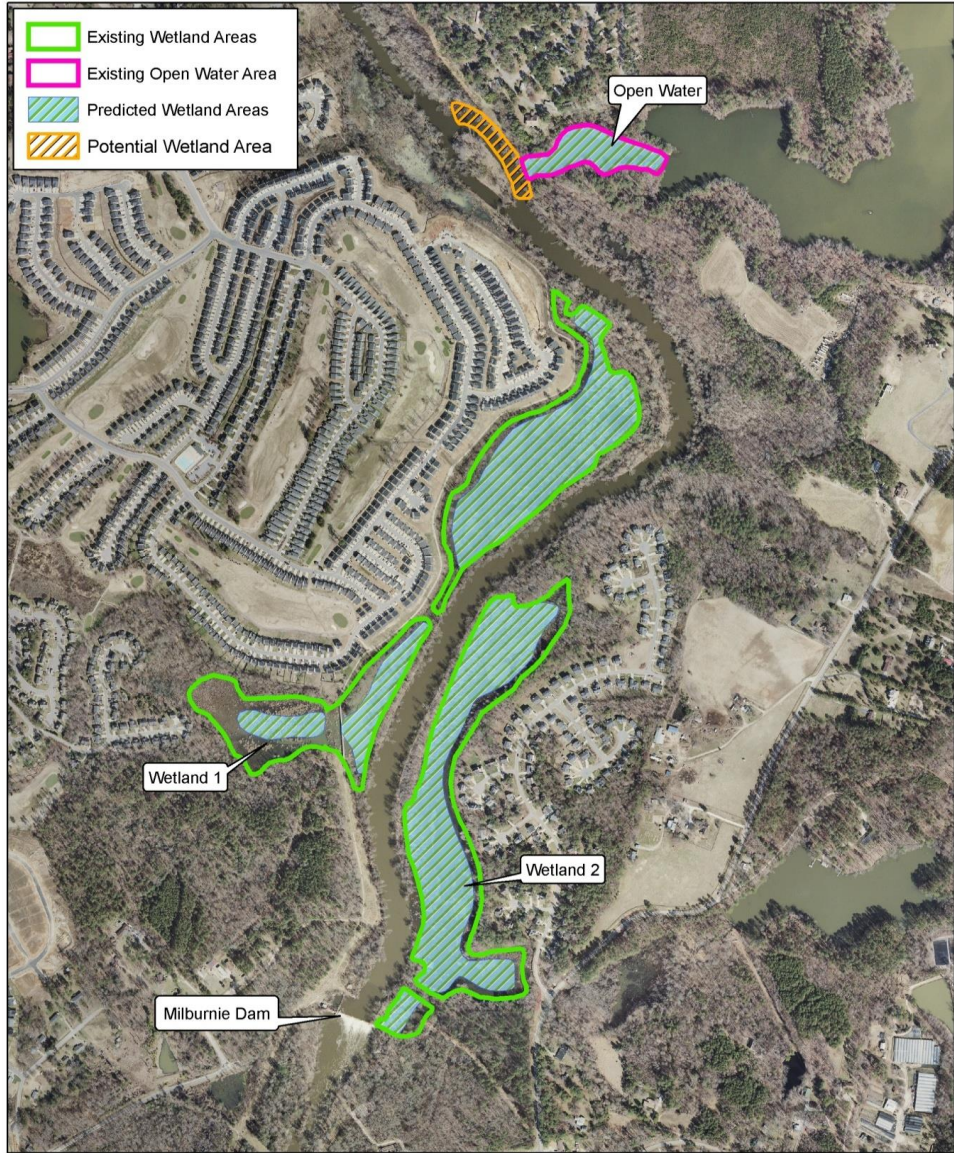 Existing Wetland Areas
Existing Open Water Area
Predicted Wetland Areas
Potential Wetland Area
Open Water
Wetland 1
Wetland 2
Milburnie Dam